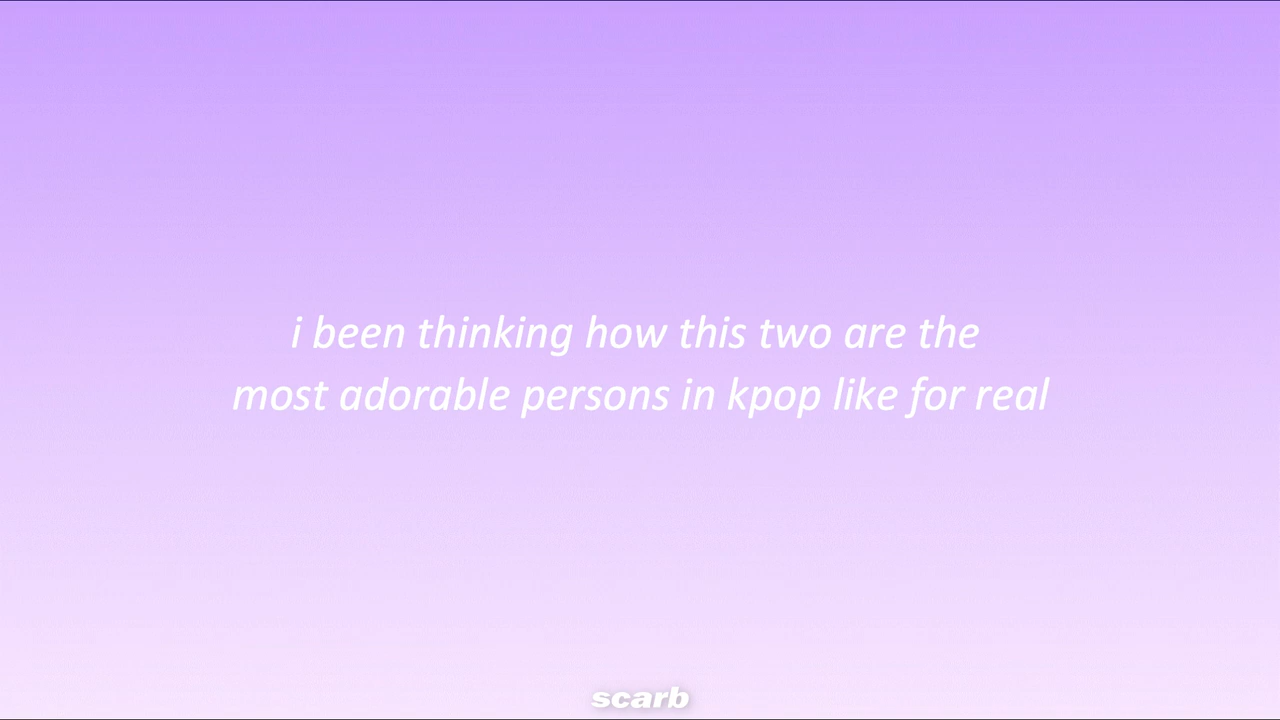 i been thinking how this two are the
most adorable persons in kpop like for real
scarb